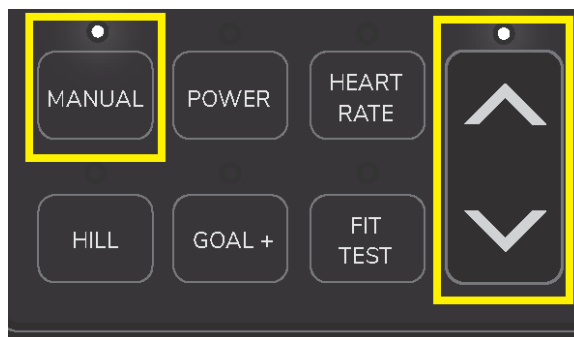 MANUAL
POWER
HEART
RATE
HILL
GOAL +
FIT
TEST